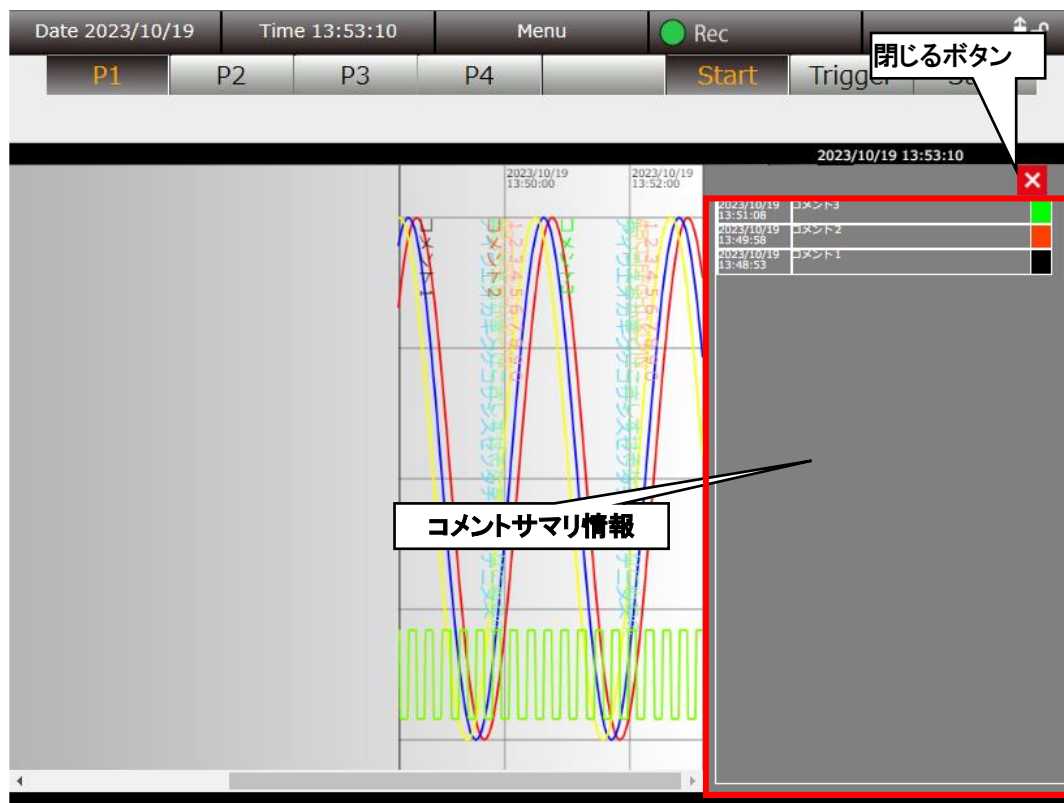 Date 2023/10/19
Time 13:53:10
Menu
Rec
閉じるボタン
P1
P2
P3
P4
Start
Trigger
2023/10/19 13:53:10
2023/10/19
13:50:00
2023/10/19
13:52:00
2023/10/19
13:51:08
コメント3
2023/10/19
13:49:58
コメント2
2023/10/19
13:48:53
コメント1
コメント1
コメント2
コメント3
コメントサマリ情報